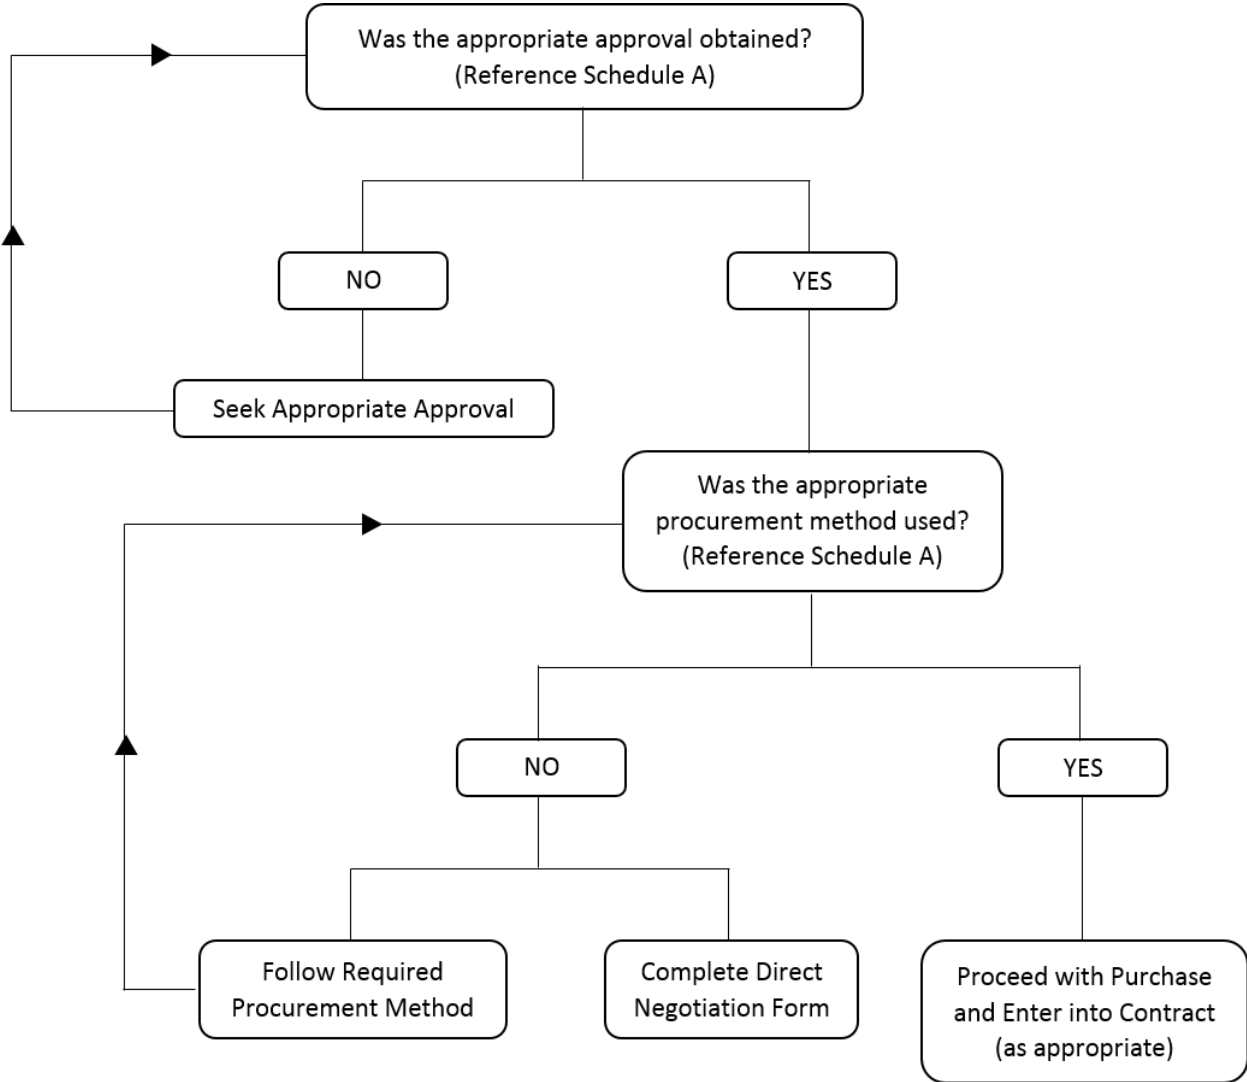 Was the appropriate approval obtained?
(Reference Schedule A)
NO
YES
Seek Appropriate Approval
Was the appropriate
procurement method used?
(Reference Schedule A)
NO
YES
Follow Required
Procurement Method
Complete Direct
Negotiation Form
Proceed with Purchase
and Enter into Contract
(as appropriate)